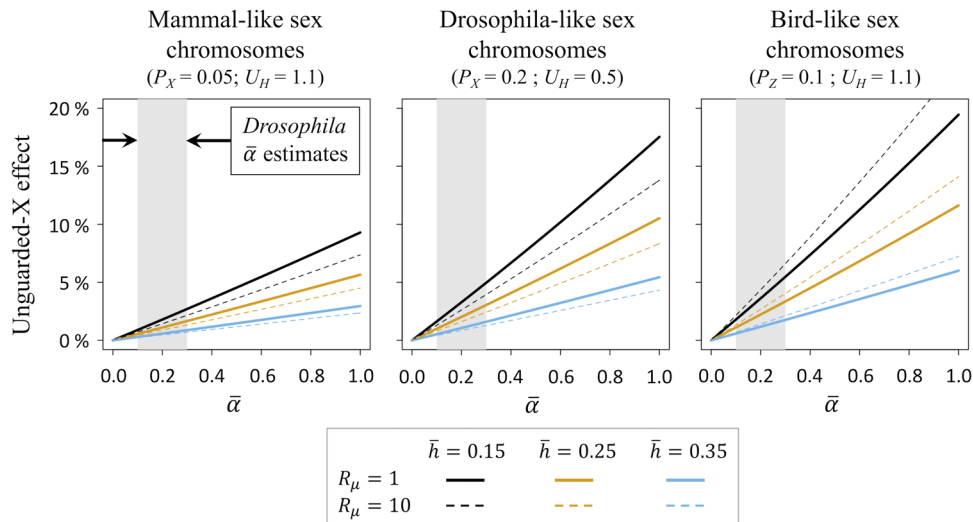 Mammal-like sex
chromosomes
(P_X = 0.05; U_H = 1.1)
Drosophila-like sex
chromosomes
(P_X = 0.2 ; U_H = 0.5)
Bird-like sex
chromosomes
(P_Z = 0.1 ; U_H = 1.1)
Unguarded-X effect
20 %
15 %
10 %
5 %
0 %
Drosophila
ᾱ estimates
0.0 0.2 0.4 0.6 0.8 1.0
0.0 0.2 0.4 0.6 0.8 1.0
0.0 0.2 0.4 0.6 0.8 1.0
ᾱ
ᾱ
ᾱ
h̄ = 0.15 h̄ = 0.25 h̄ = 0.35
R_μ = 1
R_μ = 10